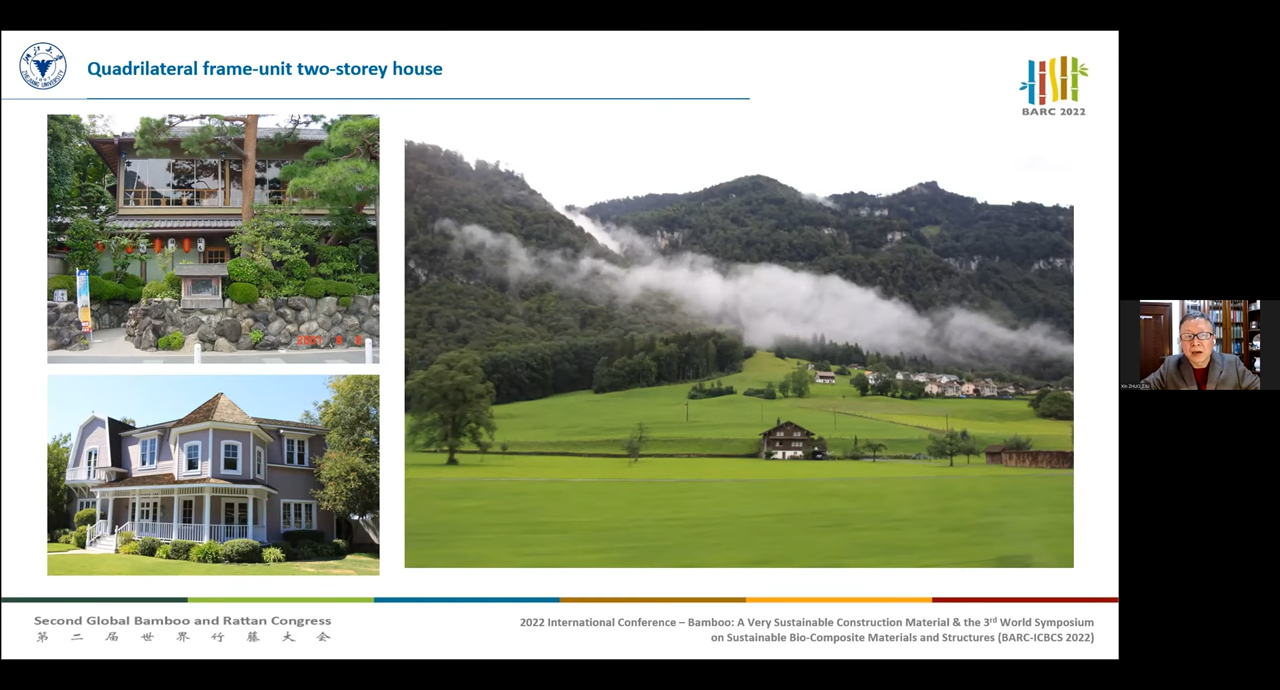 Quadrilateral frame-unit two-storey house
ZHEJIANG UNIVERSITY
BARC 2022
Second Global Bamboo and Rattan Congress
第 二 届 世 界 竹 藤 大 会
2022 International Conference – Bamboo: A Very Sustainable Construction Material & the 3rd World Symposium
on Sustainable Bio-Composite Materials and Structures (BARC-ICBCS 2022)